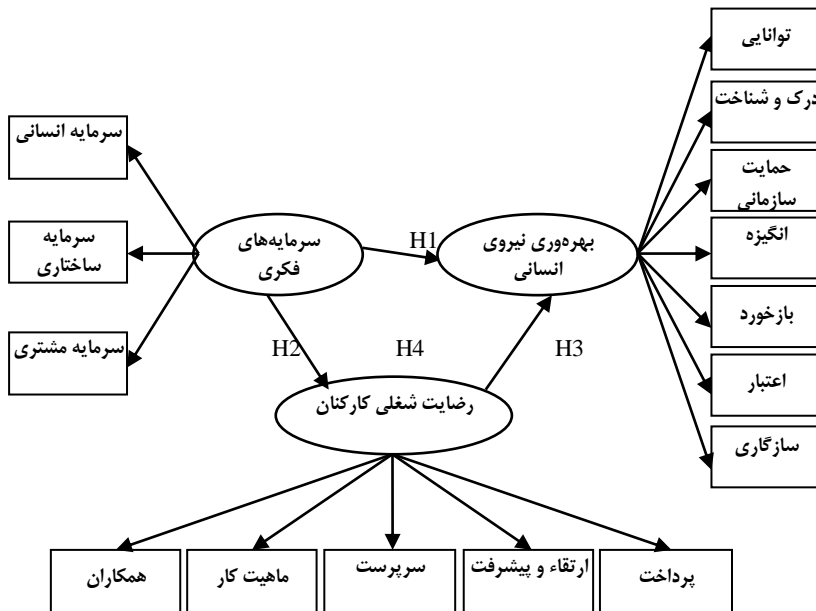 توانایی
درک و شناخت
حمایت
سازمانی
انگیزه
بازخورد
اعتبار
سازگاری
بهره‌وری نیروی
انسانی
H1
سرمایه‌های
فکری
سرمایه انسانی
سرمایه
ساختاری
سرمایه مشتری
H2
H4
H3
رضایت شغلی کارکنان
پرداخت
ارتقاء و پیشرفت
سرپرست
ماهیت کار
همکاران